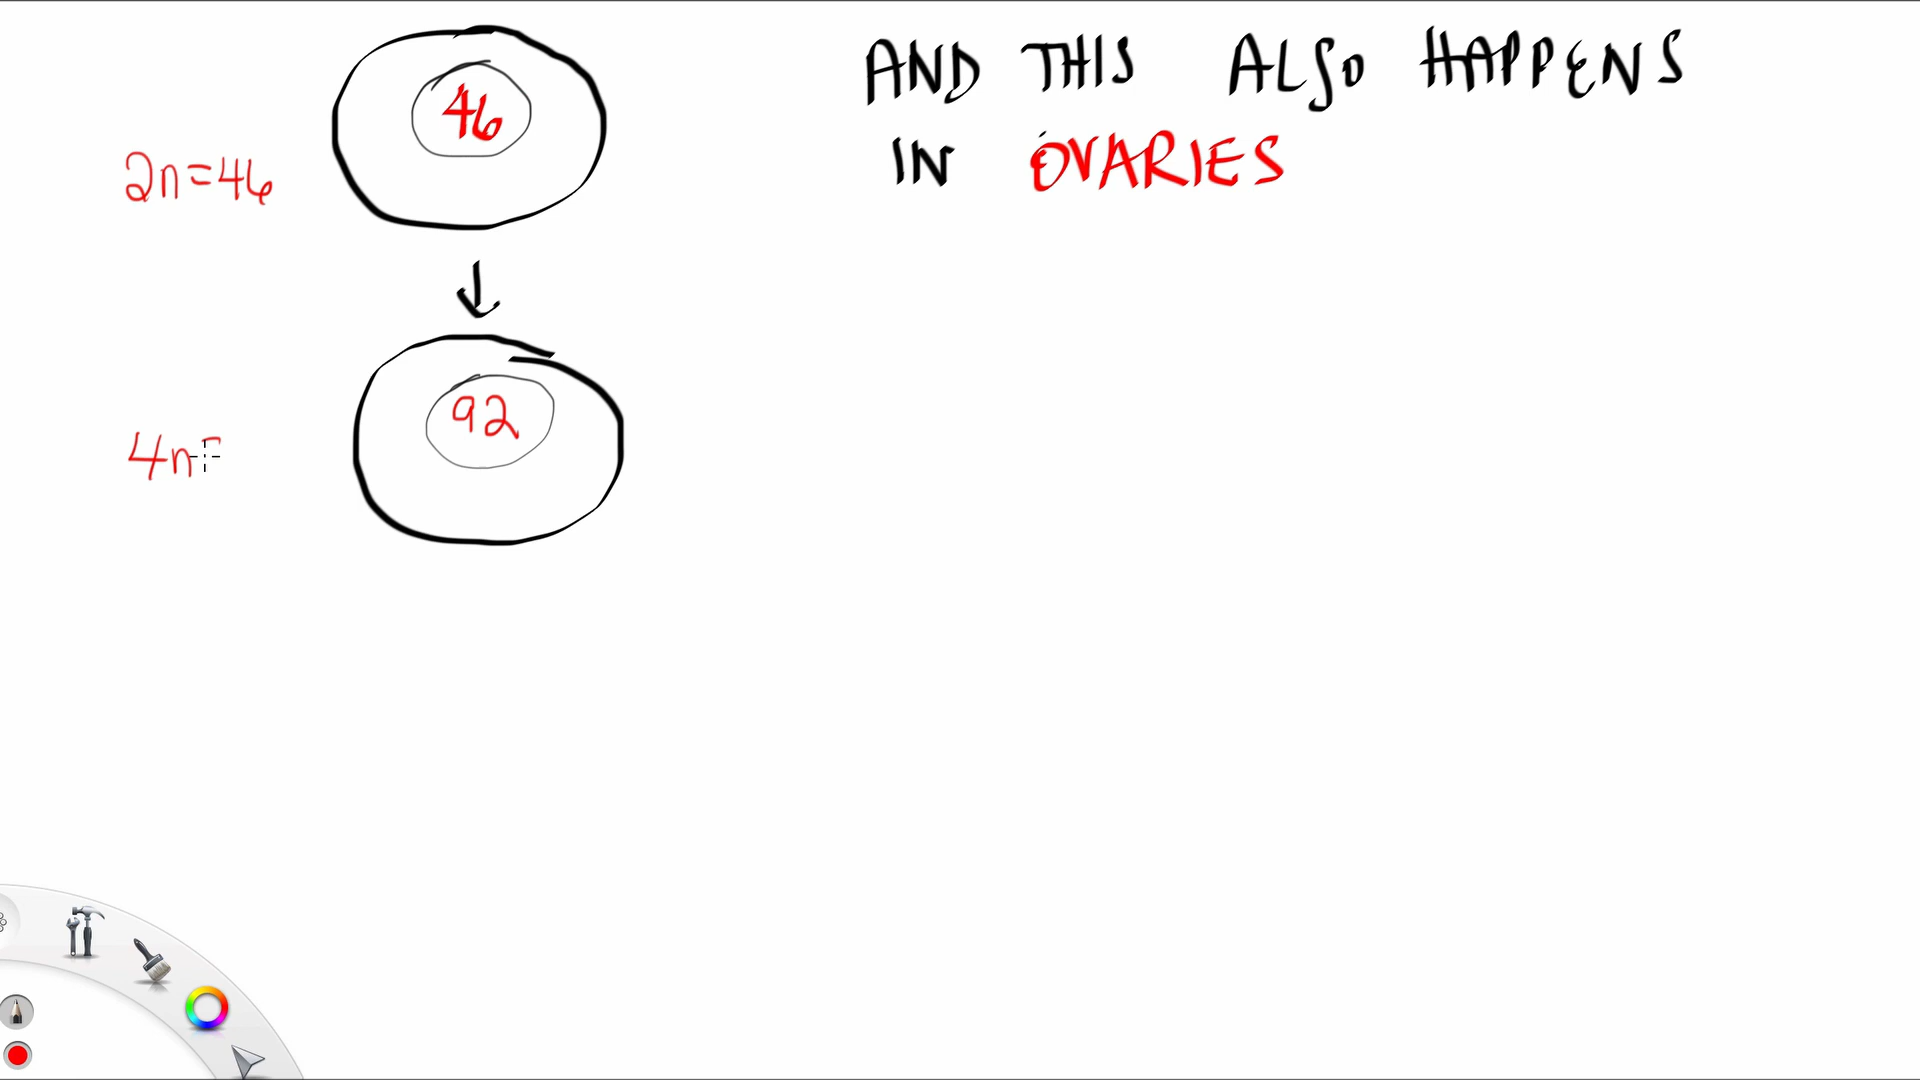 AND THIS ALSO HAPPENS
IN OVARIES
46
2n=46
92
4n=